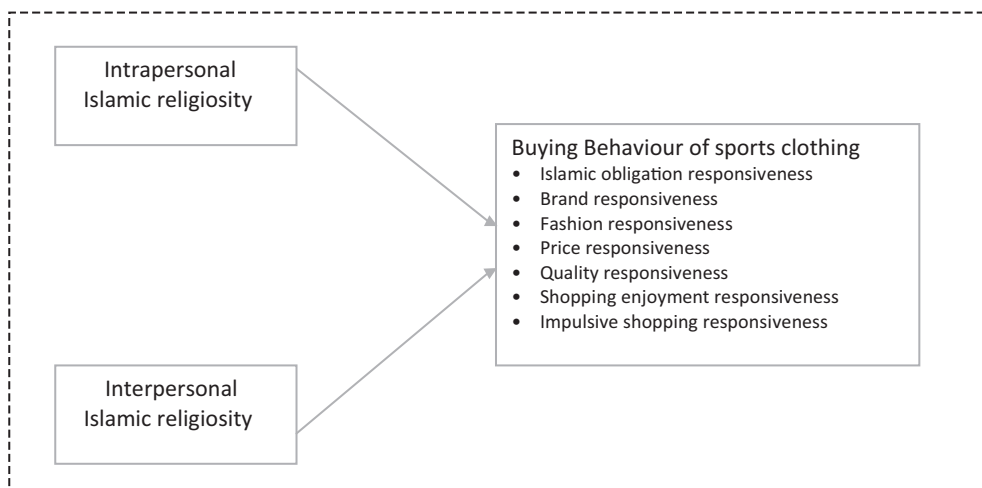 Intrapersonal
Islamic religiosity
Buying Behaviour of sports clothing
• Islamic obligation responsiveness
• Brand responsiveness
• Fashion responsiveness
• Price responsiveness
• Quality responsiveness
• Shopping enjoyment responsiveness
• Impulsive shopping responsiveness
Interpersonal
Islamic religiosity